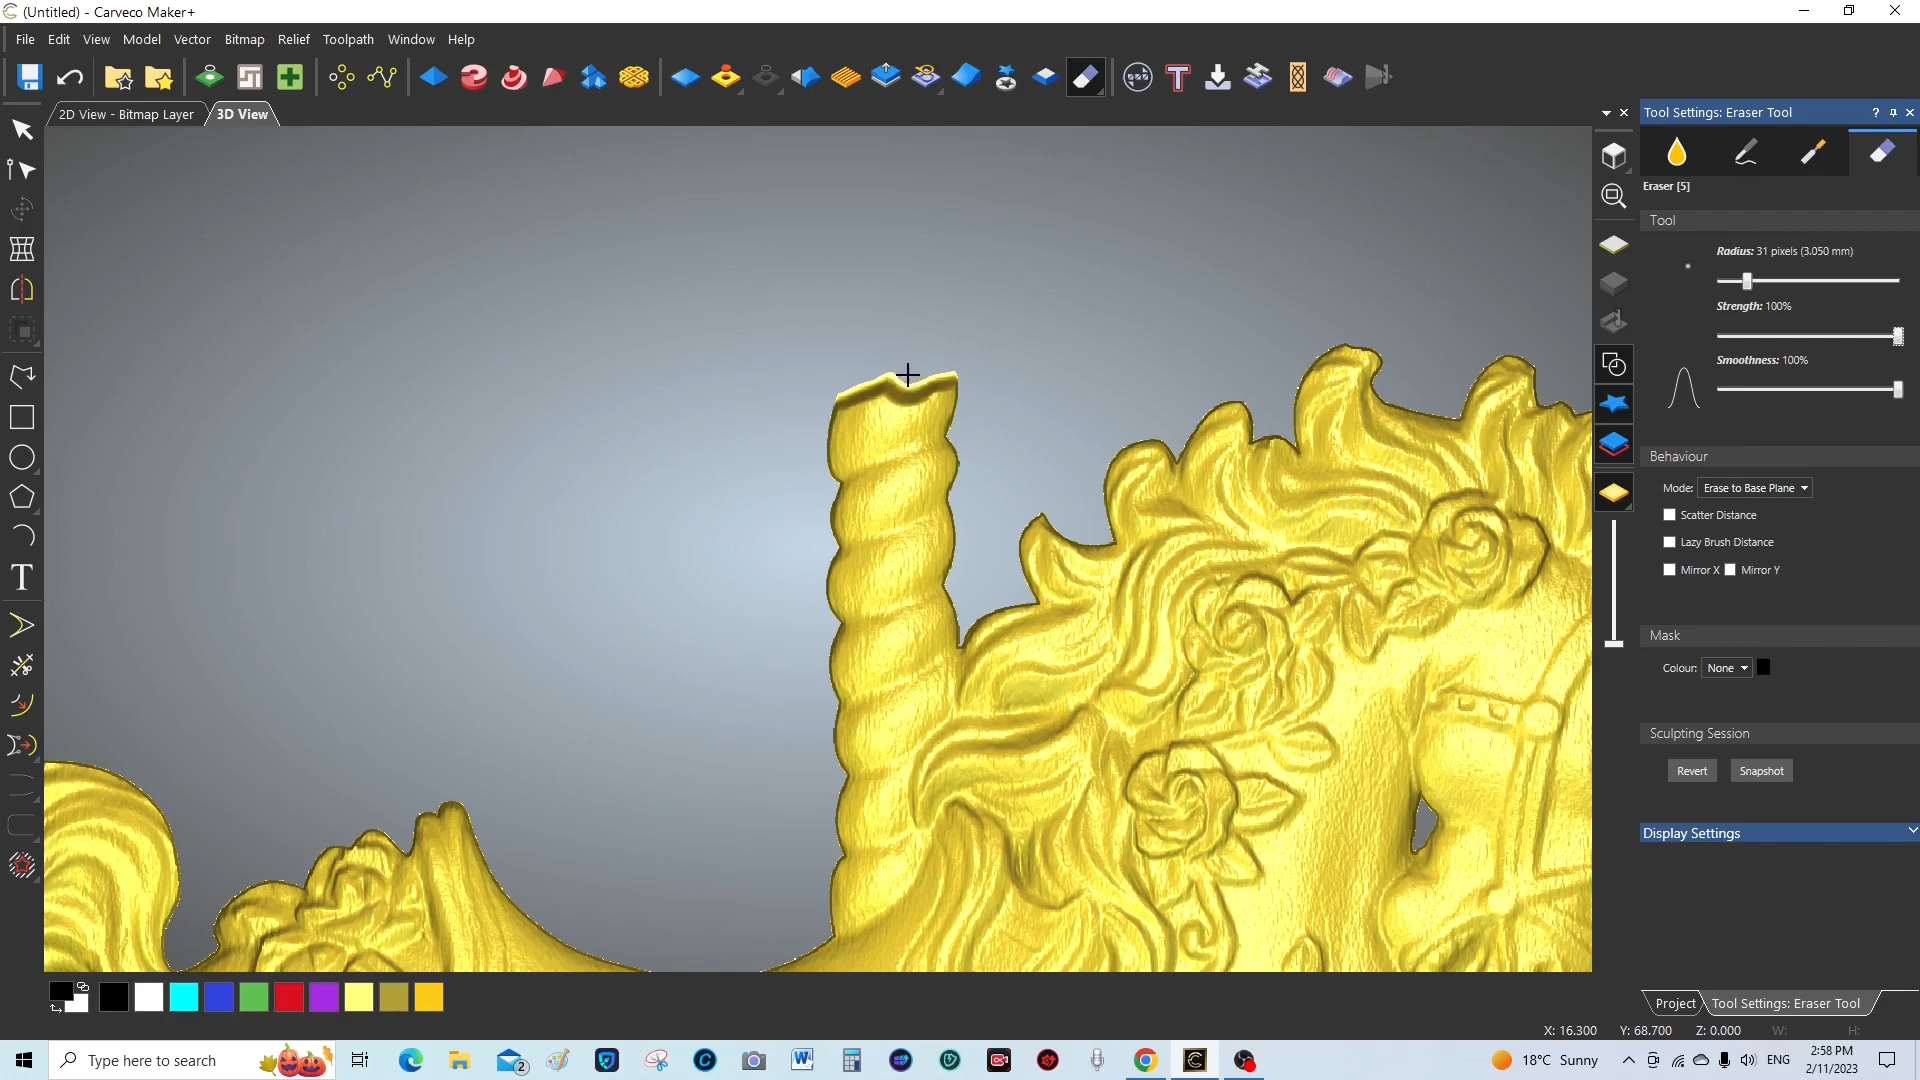 (Untitled) - Carveco Maker+
File Edit View Model Vector Bitmap Relief Toolpath Window Help
2D View - Bitmap Layer 3D View
Tool Settings: Eraser Tool
Eraser [5]
Tool
Radius: 31 pixels (3.050 mm)
Strength: 100%
Smoothness: 100%
Behaviour
Mode: Erase to Base Plane
Scatter Distance
Lazy Brush Distance
Mirror X Mirror Y
Mask
Colour: None
Sculpting Session
Revert Snapshot
Display Settings
Project Tool Settings: Eraser Tool
X: 16.300 Y: 68.700 Z: 0.000 W: H:
Type here to search
2
18°C Sunny
ENG
2:58 PM
2/11/2023